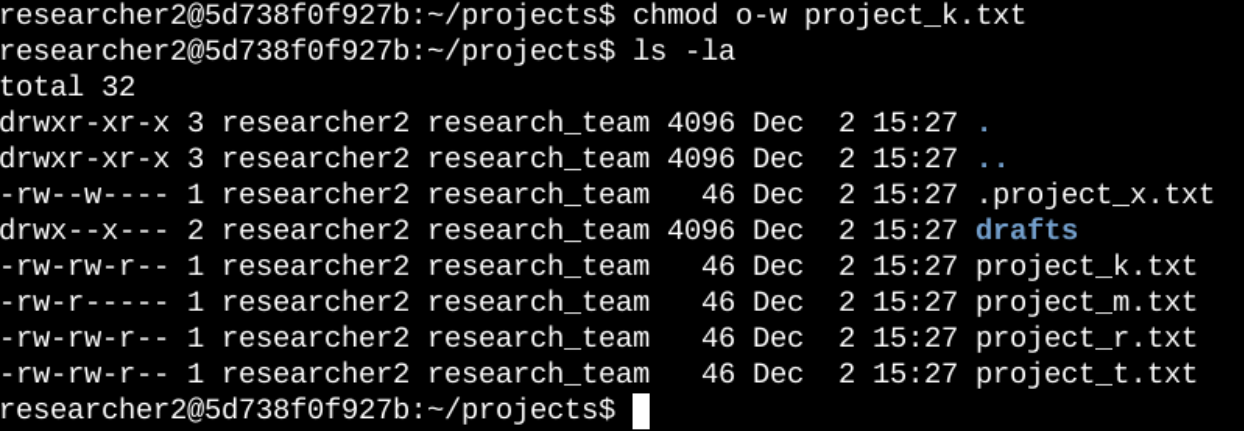 researcher2@5d738f0f927b:~/projects$ chmod o-w project_k.txt
researcher2@5d738f0f927b:~/projects$ ls -la
total 32
drwxr-xr-x 3 researcher2 research_team 4096 Dec  2 15:27 .
drwxr-xr-x 3 researcher2 research_team 4096 Dec  2 15:27 ..
-rw--w---- 1 researcher2 research_team   46 Dec  2 15:27 .project_x.txt
drwx--x--- 2 researcher2 research_team 4096 Dec  2 15:27 drafts
-rw-rw-r-- 1 researcher2 research_team   46 Dec  2 15:27 project_k.txt
-rw-r----- 1 researcher2 research_team   46 Dec  2 15:27 project_m.txt
-rw-rw-r-- 1 researcher2 research_team   46 Dec  2 15:27 project_r.txt
-rw-rw-r-- 1 researcher2 research_team   46 Dec  2 15:27 project_t.txt
researcher2@5d738f0f927b:~/projects$